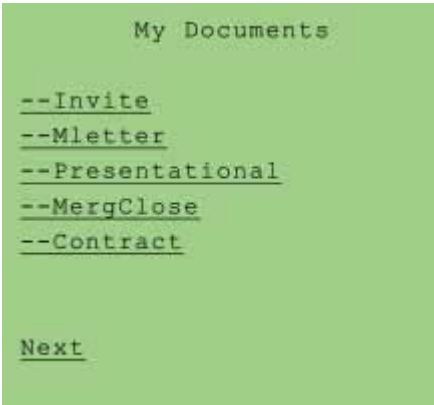 My Documents
--Invite
--Mletter
--Presentational
--MergClose
--Contract
Next